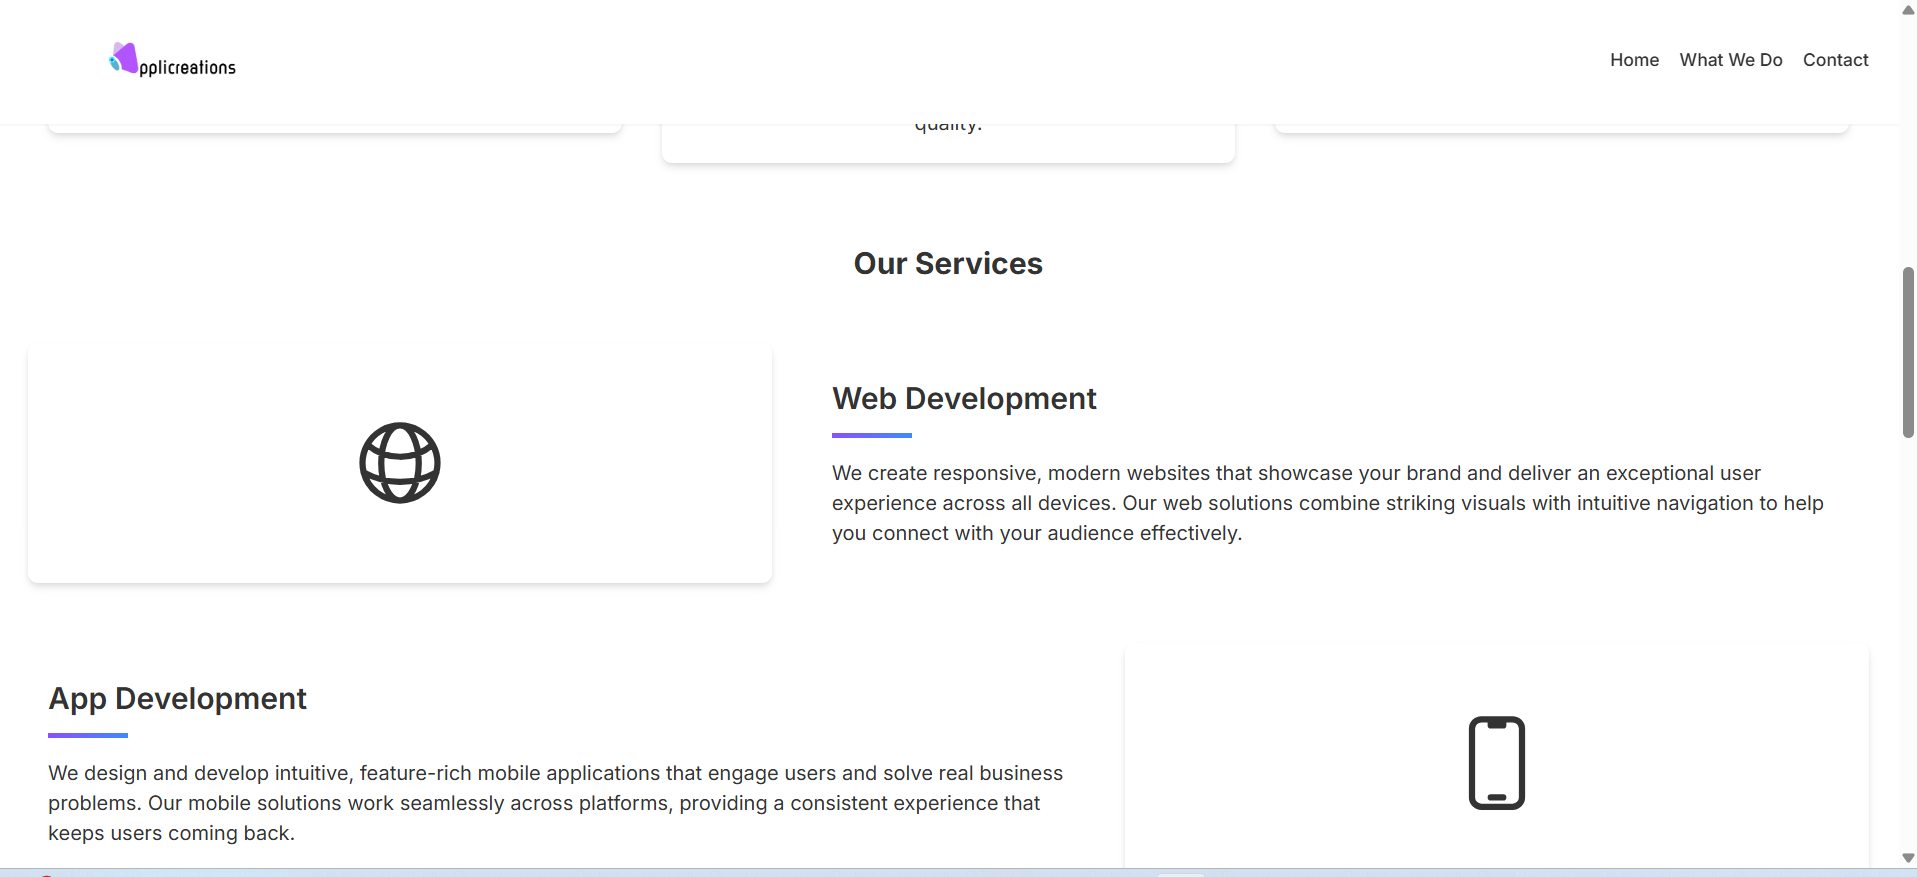 pplicreations
Home What We Do Contact
quality.
Our Services
Web Development
We create responsive, modern websites that showcase your brand and deliver an exceptional user
experience across all devices. Our web solutions combine striking visuals with intuitive navigation to help
you connect with your audience effectively.
App Development
We design and develop intuitive, feature-rich mobile applications that engage users and solve real business
problems. Our mobile solutions work seamlessly across platforms, providing a consistent experience that
keeps users coming back.